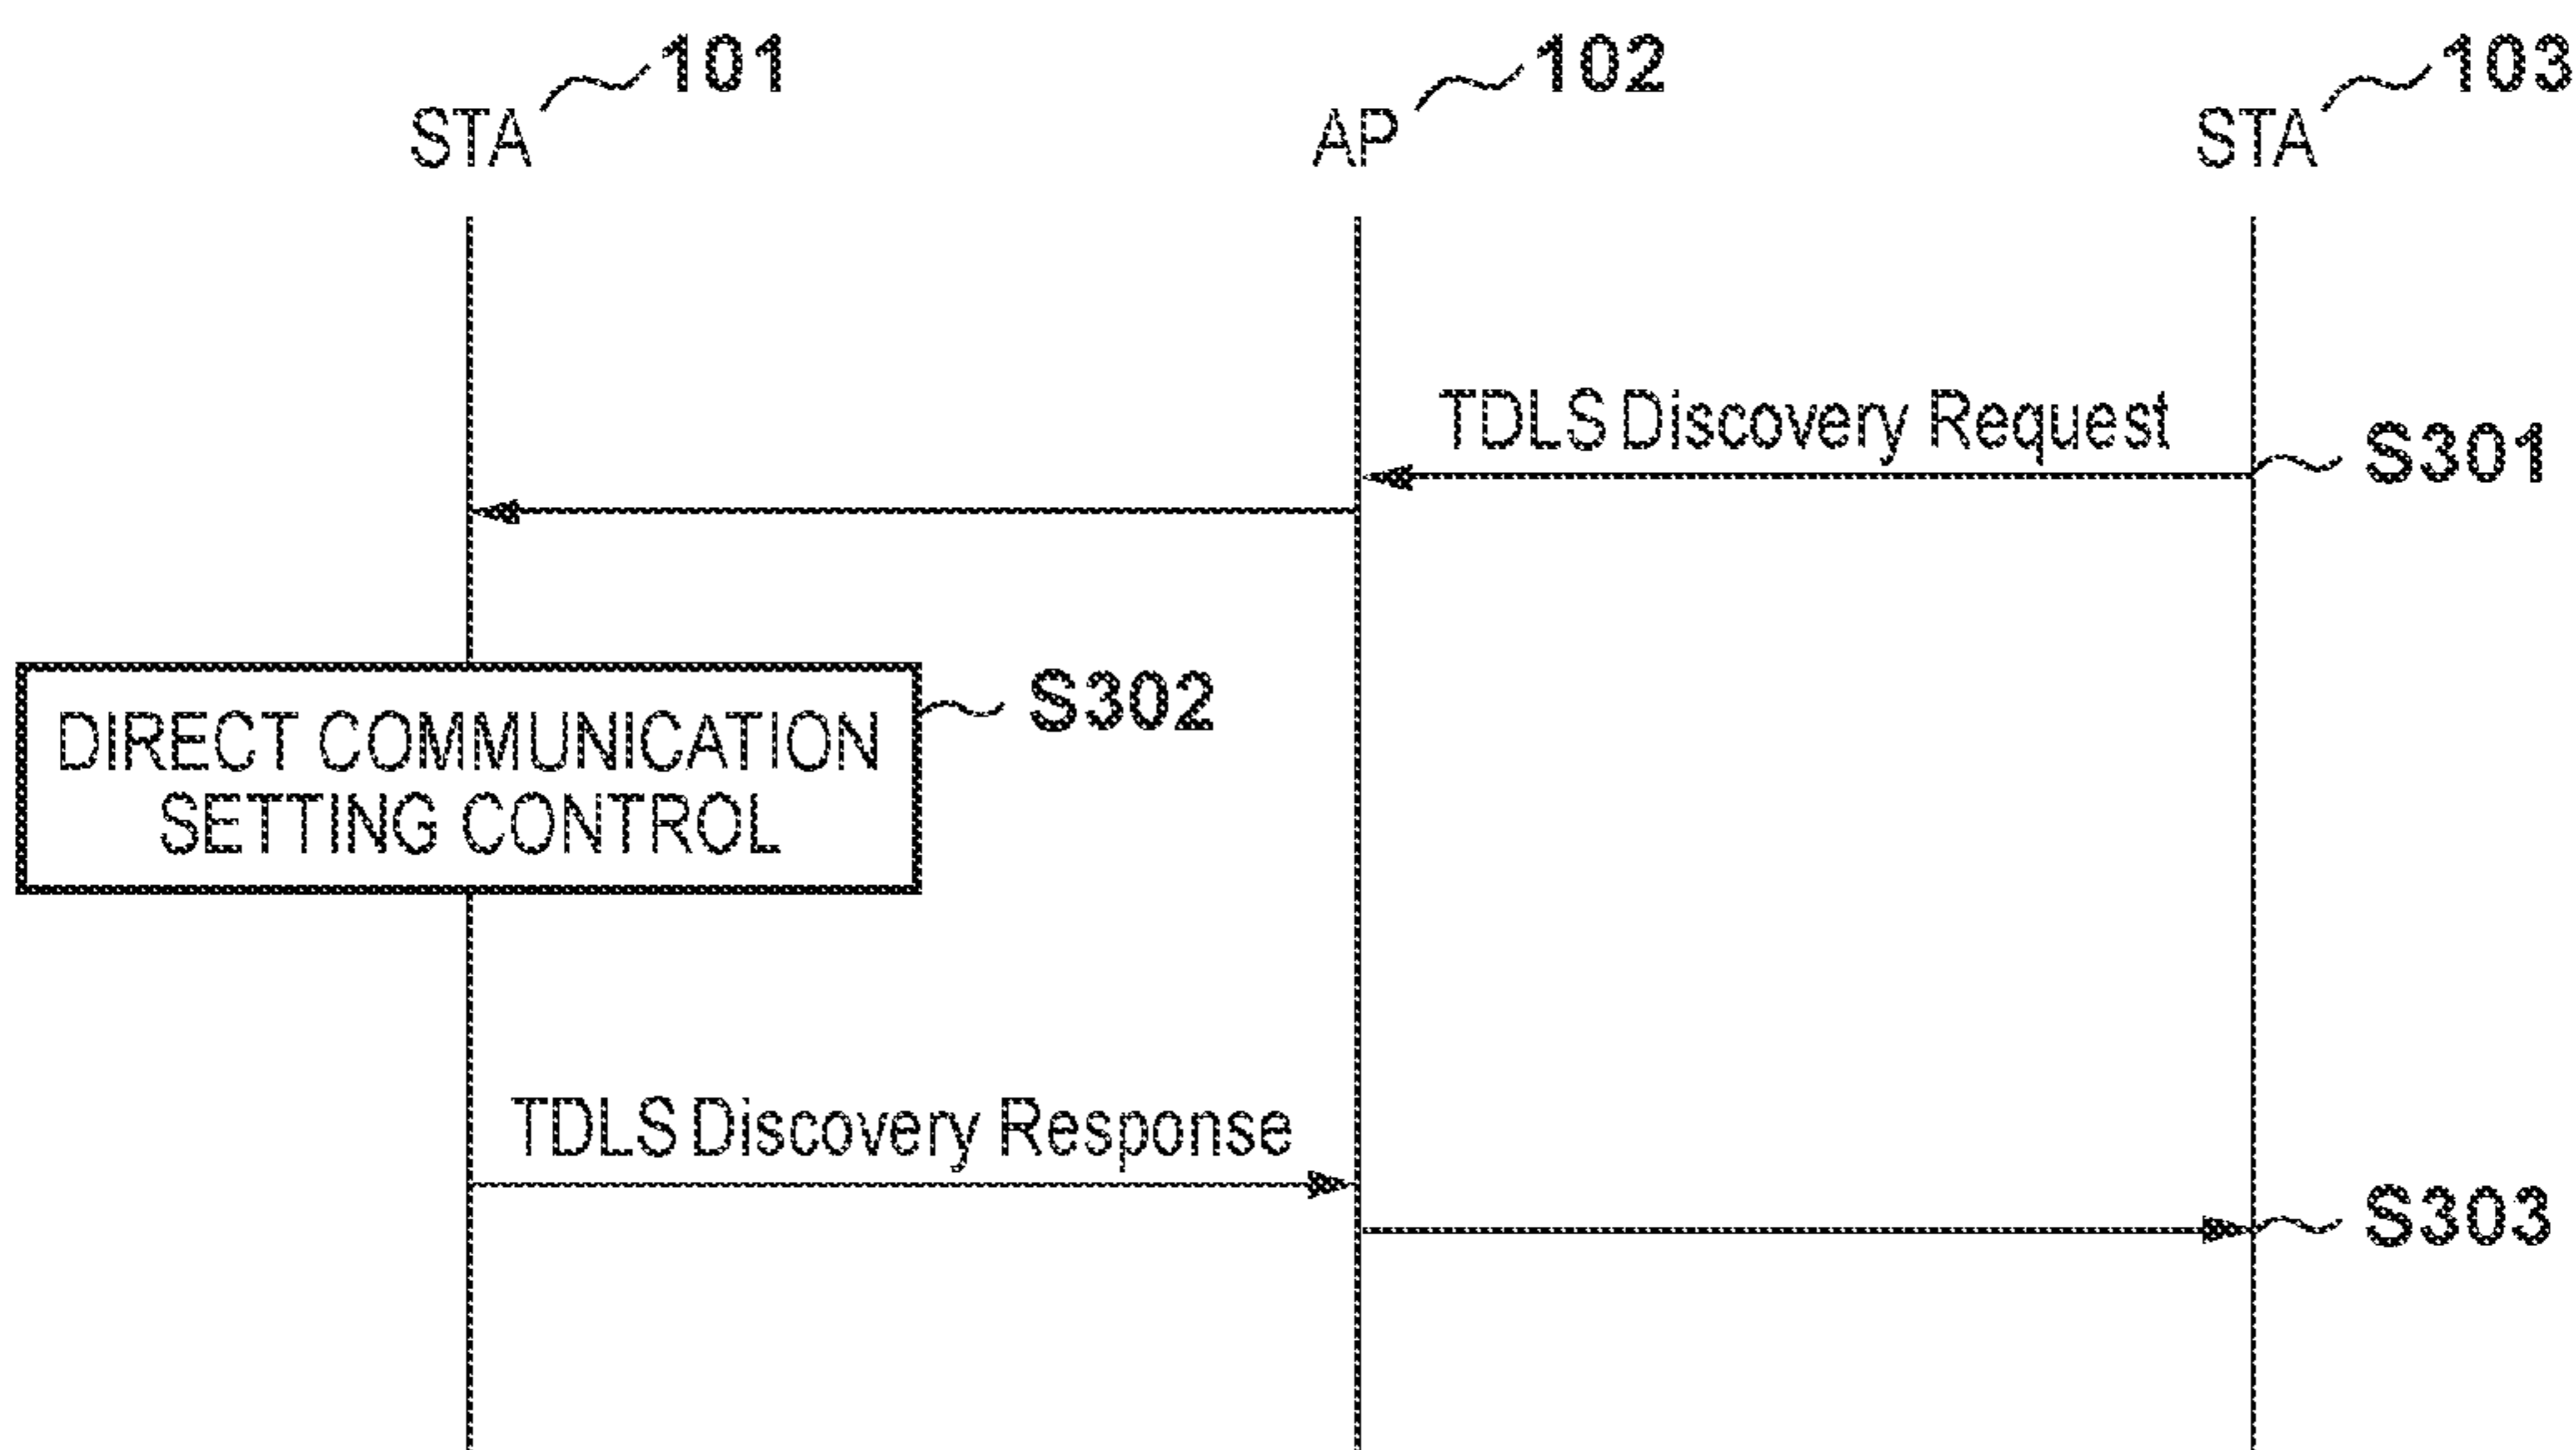 101
102
103
STA
AP
STA
TDLS Discovery Request
S301
S302
DIRECT COMMUNICATION
SETTING CONTROL
TDLS Discovery Response
S303